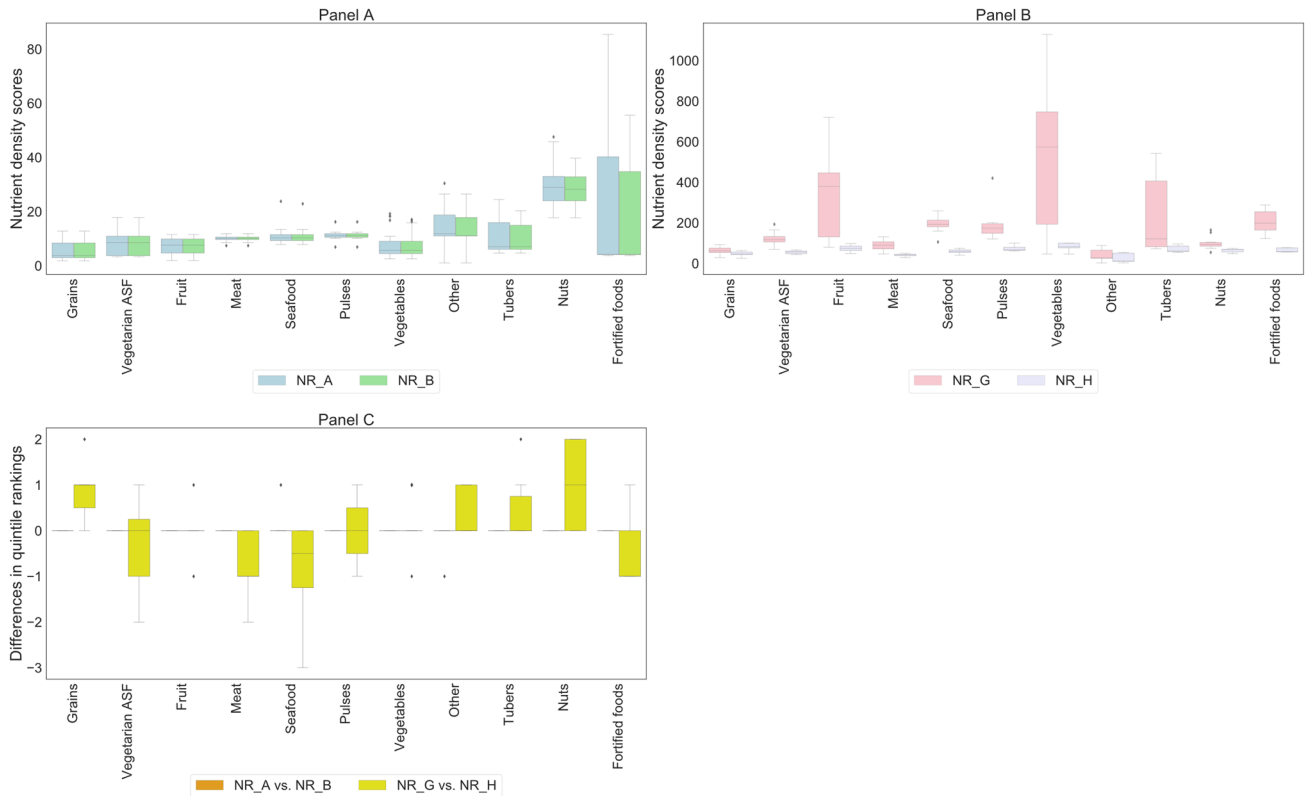 Panel A
Nutrient density scores
80
60
40
20
0
Grains
Vegetarian ASF
Fruit
Meat
Seafood
Pulses
Vegetables
Other
Tubers
Nuts
Fortified foods
NR_A NR_B
Panel B
Nutrient density scores
1000
800
600
400
200
0
Grains
Vegetarian ASF
Fruit
Meat
Seafood
Pulses
Vegetables
Other
Tubers
Nuts
Fortified foods
NR_G NR_H
Panel C
Differences in quintile rankings
2
1
0
−1
−2
−3
Grains
Vegetarian ASF
Fruit
Meat
Seafood
Pulses
Vegetables
Other
Tubers
Nuts
Fortified foods
NR_A vs. NR_B NR_G vs. NR_H